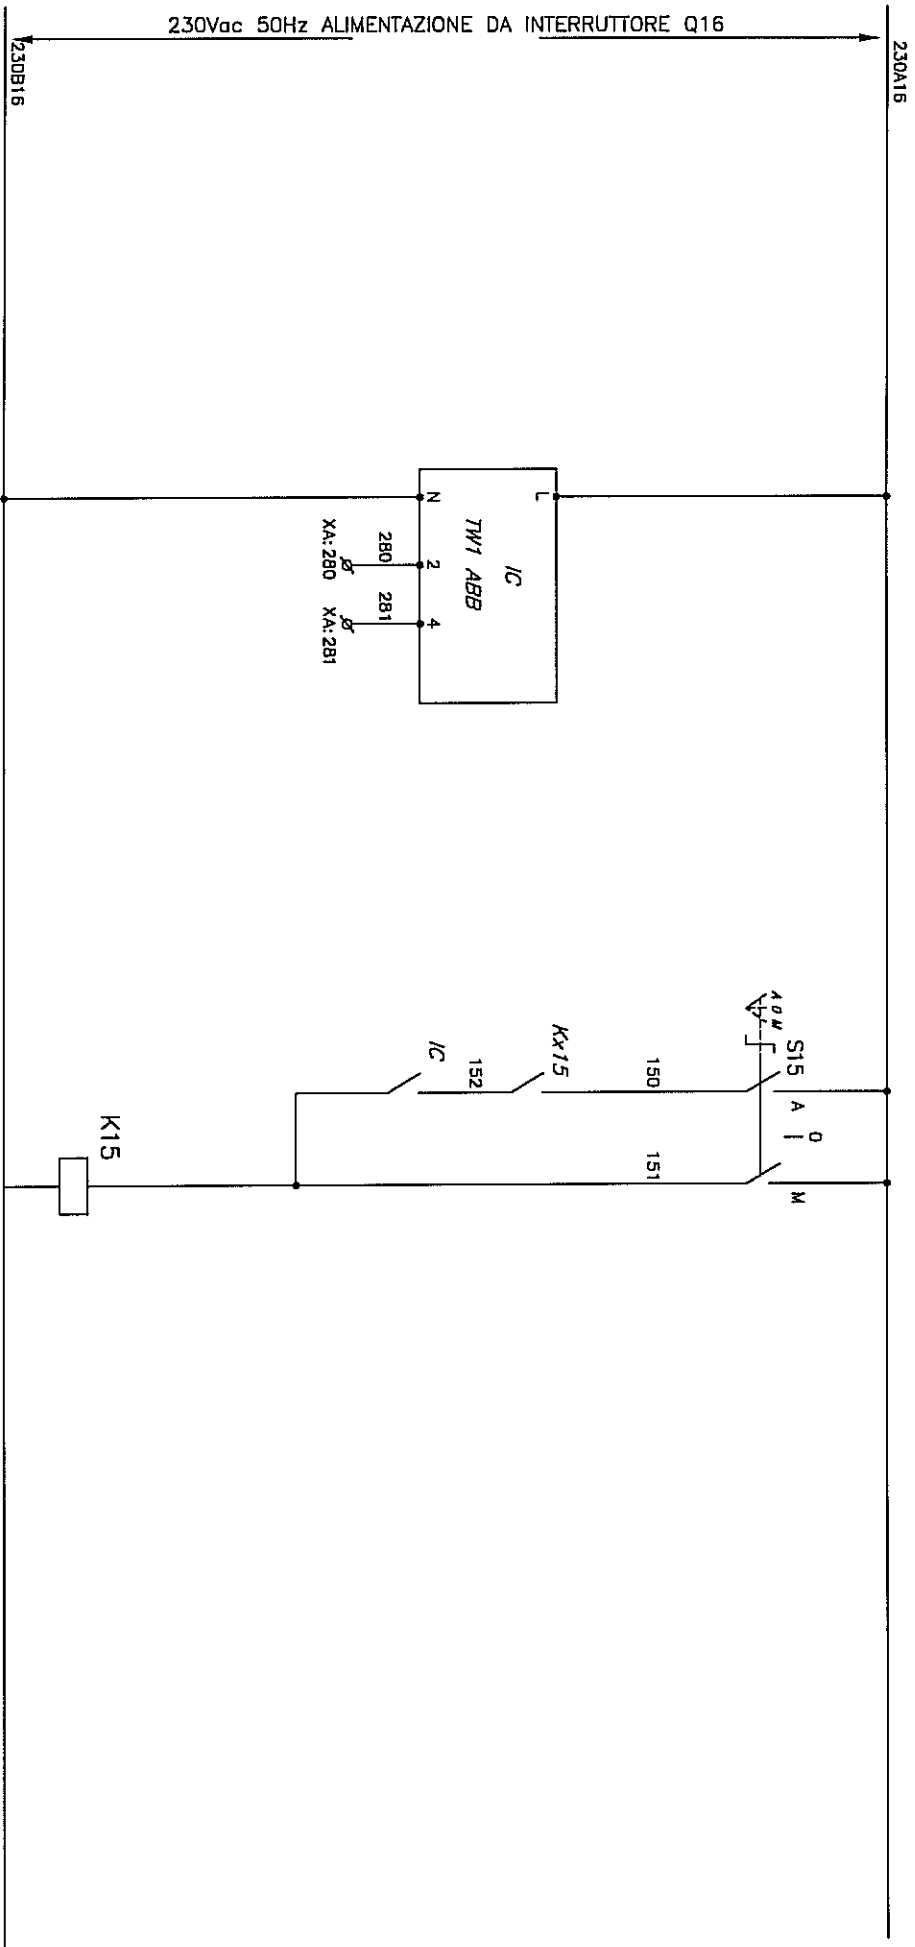 230Vac 50Hz ALIMENTAZIONE DA INTERRUTTORE Q16
230A16
230B16
L
N
IC
TW1 ABB
2
4
280
281
XA:280
XA:281
A 0 M
S15
A
0
M
150
151
Kx15
152
IC
K15